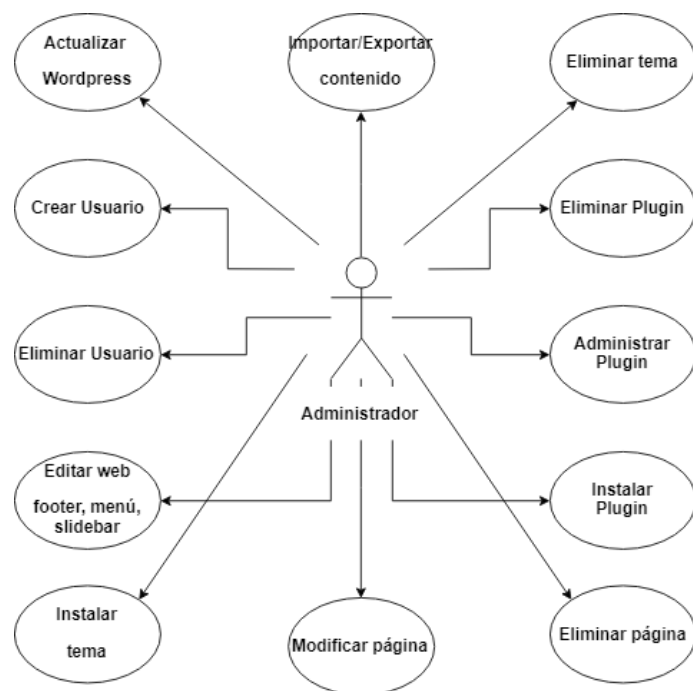 Actualizar
Wordpress
Importar/Exportar
contenido
Eliminar tema
Crear Usuario
Eliminar Plugin
Eliminar Usuario
Administrar
Plugin
Administrador
Editar web
footer, menú,
slidebar
Instalar
Plugin
Instalar
tema
Modificar página
Eliminar página